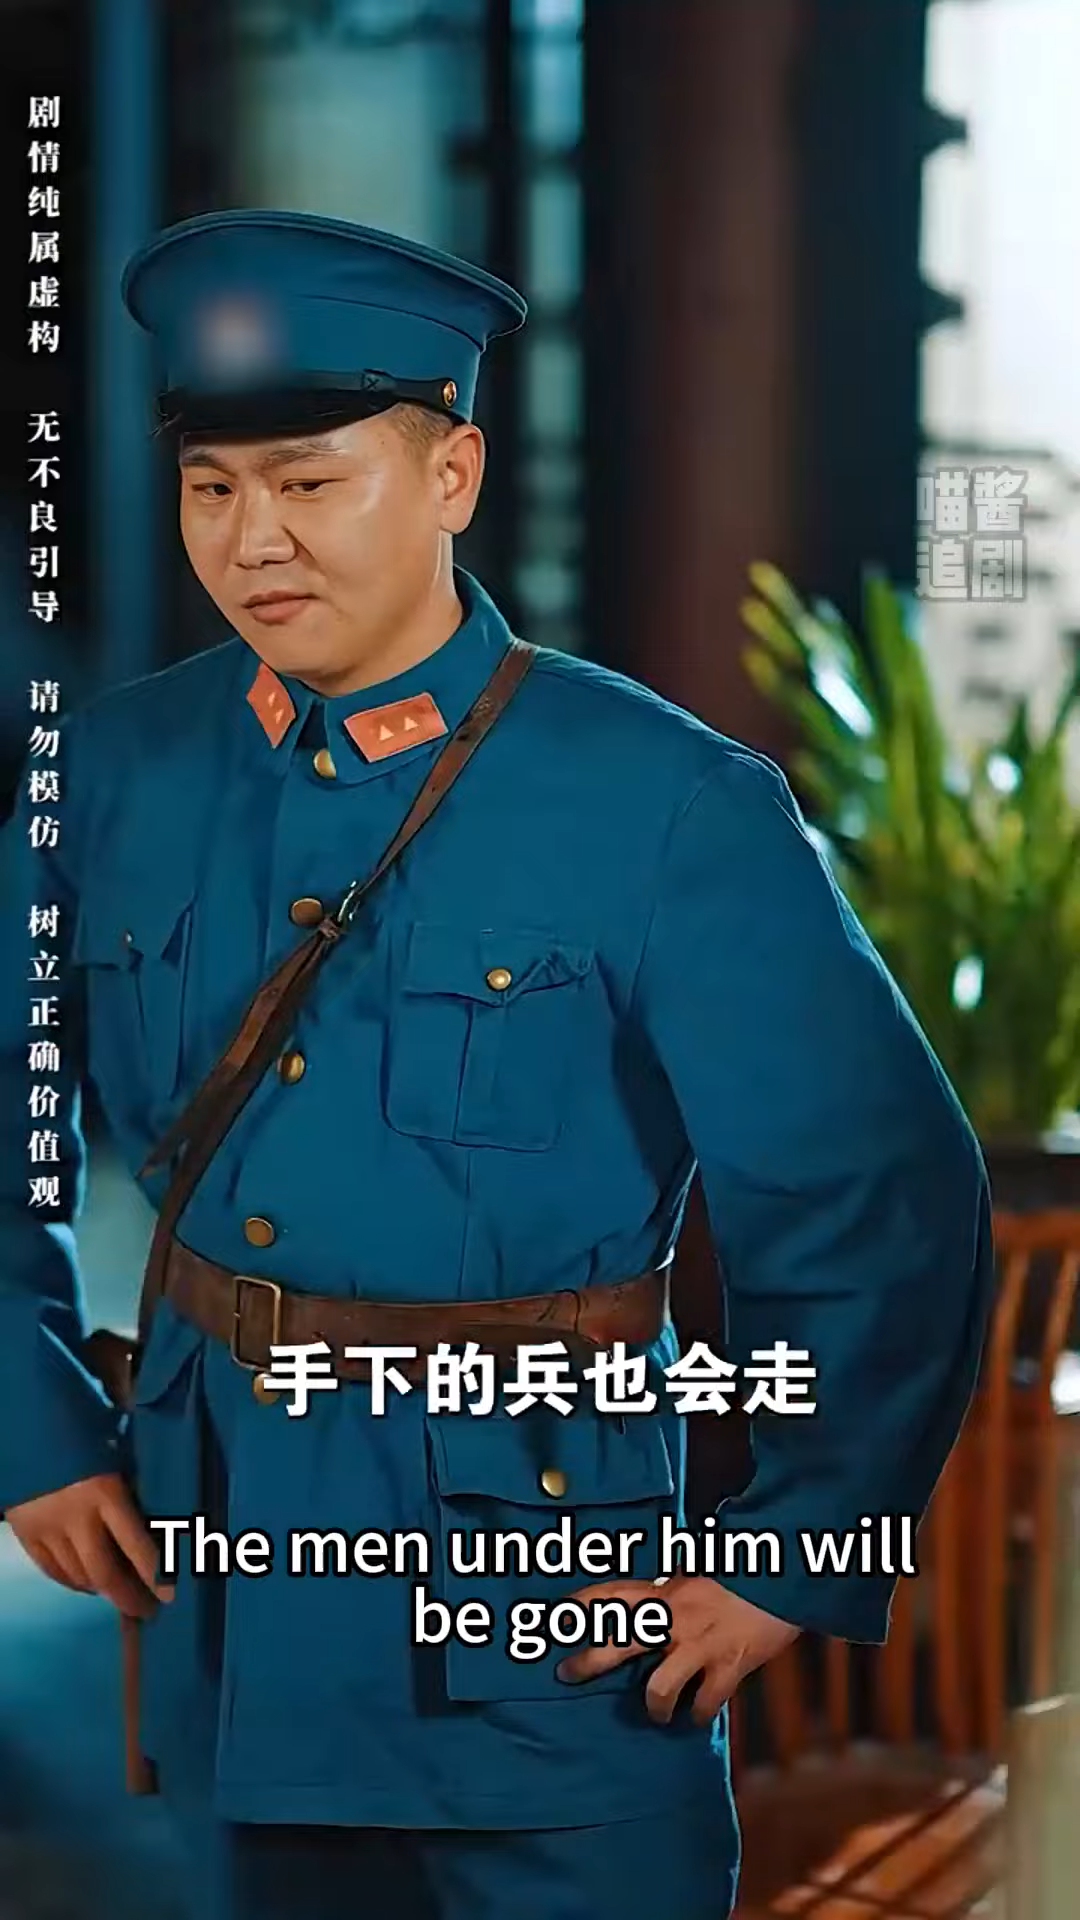 剧情纯属虚构 无不良引导 请勿模仿 树立正确价值观
喵酱
追剧
手下的兵也会走
The men under him will
be gone